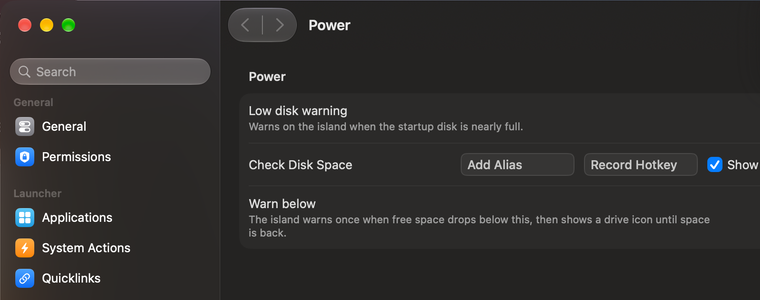 Power
Search
General
General
Permissions
Launcher
Applications
System Actions
Quicklinks
Power
Low disk warning
Warns on the island when the startup disk is nearly full.
Check Disk Space
Add Alias
Record Hotkey
Show
Warn below
The island warns once when free space drops below this, then shows a drive icon until space
is back.